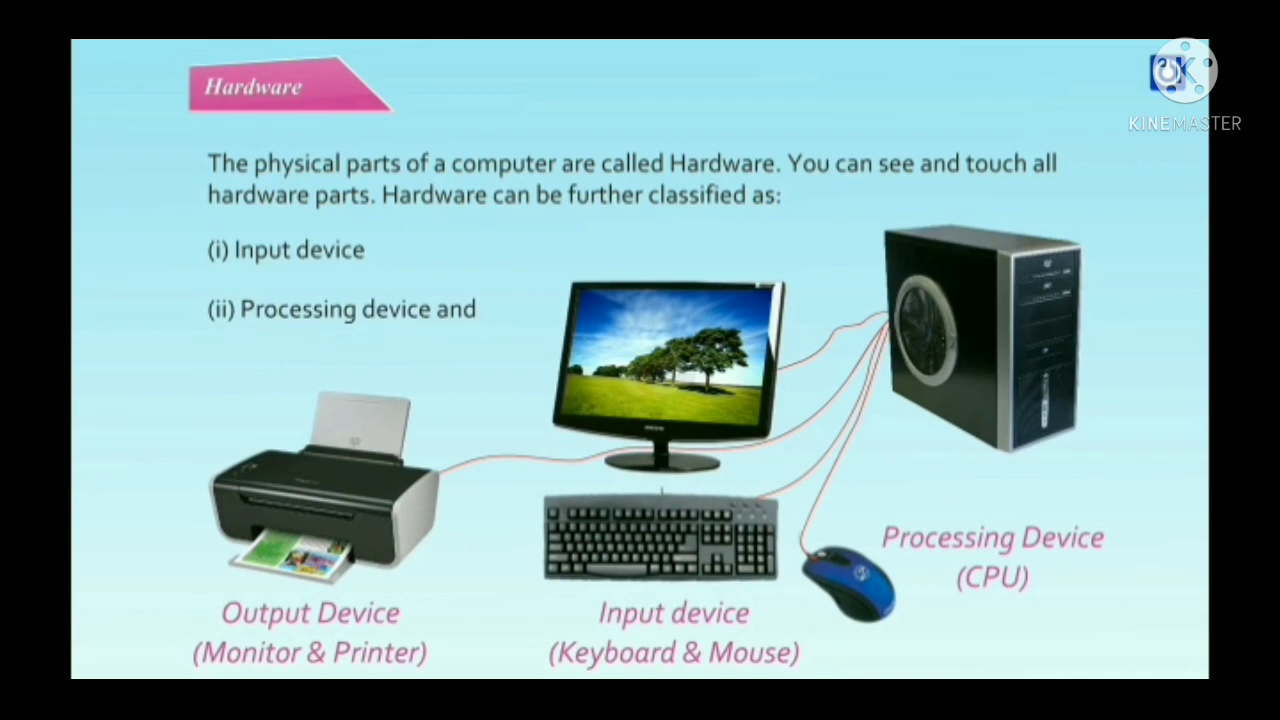 Hardware
KINEMASTER
The physical parts of a computer are called Hardware. You can see and touch all
hardware parts. Hardware can be further classified as:
(i) Input device
(ii) Processing device and
Processing Device
(CPU)
Output Device
(Monitor & Printer)
Input device
(Keyboard & Mouse)